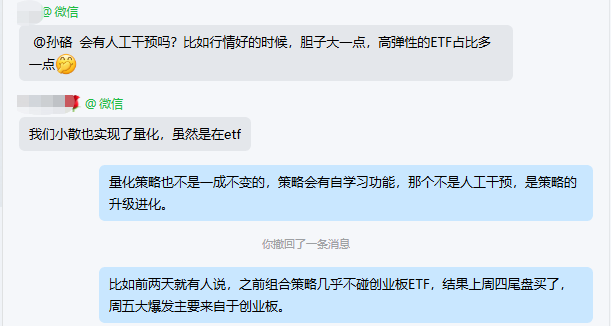 @微信
@孙硌 会有人工干预吗？比如行情好的时候，胆子大一点，高弹性的ETF占比多
一点
@微信
我们小散也实现了量化，虽然是在etf
量化策略也不是一成不变的，策略会有自学习功能，那个不是人工干预，是策略的
升级进化。
你撤回了一条消息
比如前两天就有人说，之前组合策略几乎不碰创业板ETF，结果上周四尾盘买了，
周五大爆发主要来自于创业板。